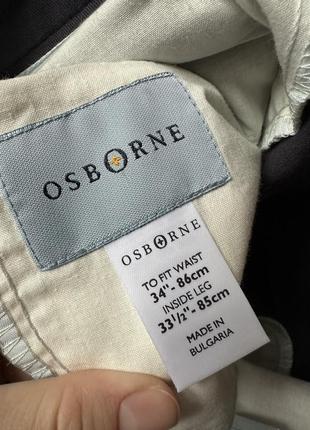 OSBORNE
OSBORNE
TO FIT WAIST
34"-86cm
INSIDE LEG
33½"-85cm
MADE IN
BULGARIA